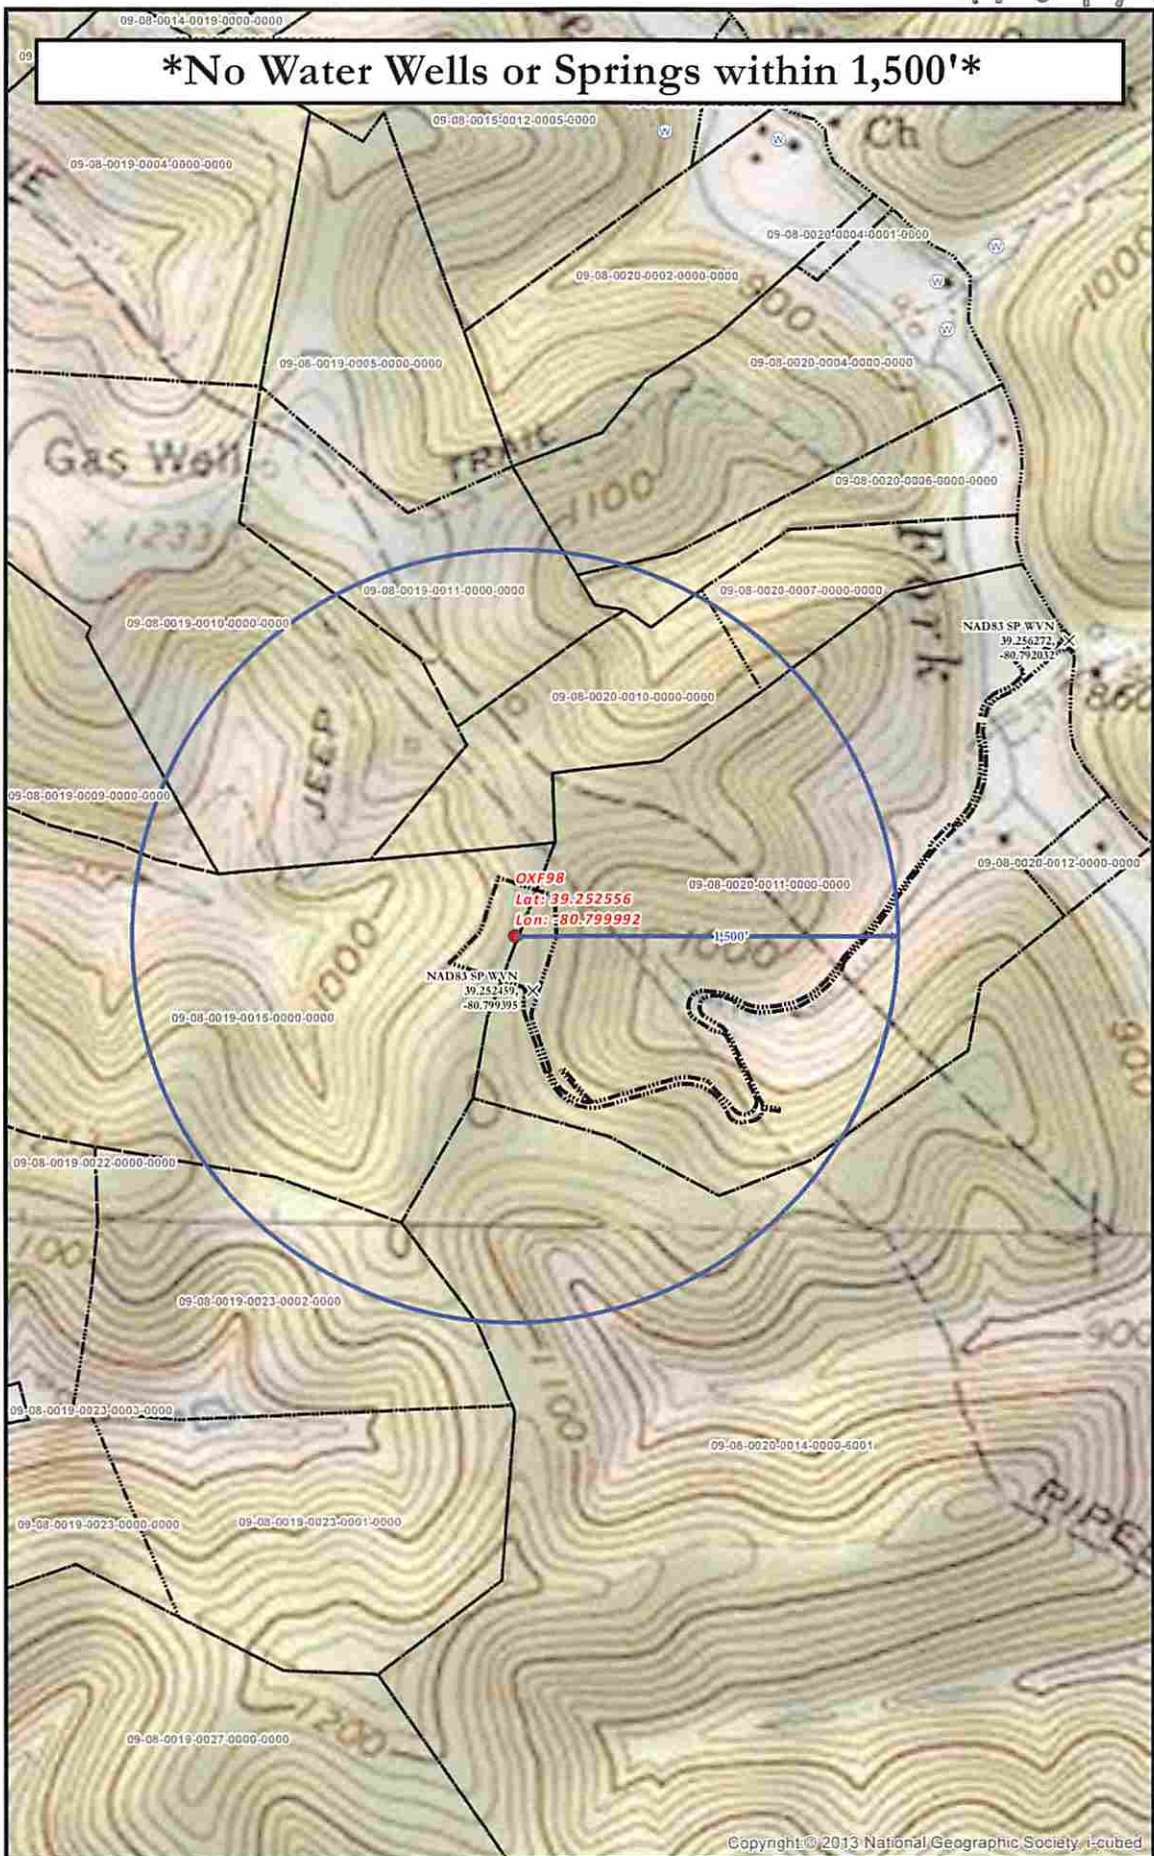 09-08-0014-0019-0000-0000
*No Water Wells or Springs within 1,500'*
09-08-0015-0012-0005-0000
W
W
Ch
09-08-0019-0004-0000-0000
09-08-0020-0004-0001-0000
W
09-08-0020-0002-0000-0000
W
900
1000
W
09-08-0019-0005-0000-0000
09-08-0020-0004-0000-0000
Gas Well
TRAIL
09-08-0020-0006-0000-0000
1100
X 1233
Fork
09-08-0019-0011-0000-0000
09-08-0020-0007-0000-0000
09-08-0019-0010-0000-0000
NAD83 SP WVN
39.256272,
-80.792032
09-08-0020-0010-0000-0000
860
JEEP
09-08-0019-0009-0000-0000
09-08-0020-0012-0000-0000
OXF98
Lat: 39.252556
Lon: -80.799992
09-08-0020-0011-0000-0000
1,500'
1000
1000
NAD83 SP WVN
39.252459,
-80.799395
09-08-0019-0015-0000-0000
900
09-08-0019-0022-0000-0000
1100
09-08-0019-0023-0002-0000
900
1100
09-08-0019-0023-0003-0000
09-08-0020-0014-0000-6001
09-08-0019-0023-0000-0000
09-08-0019-0023-0001-0000
PIPE
1200
09-08-0019-0027-0000-0000
Copyright:© 2013 National Geographic Society, i-cubed